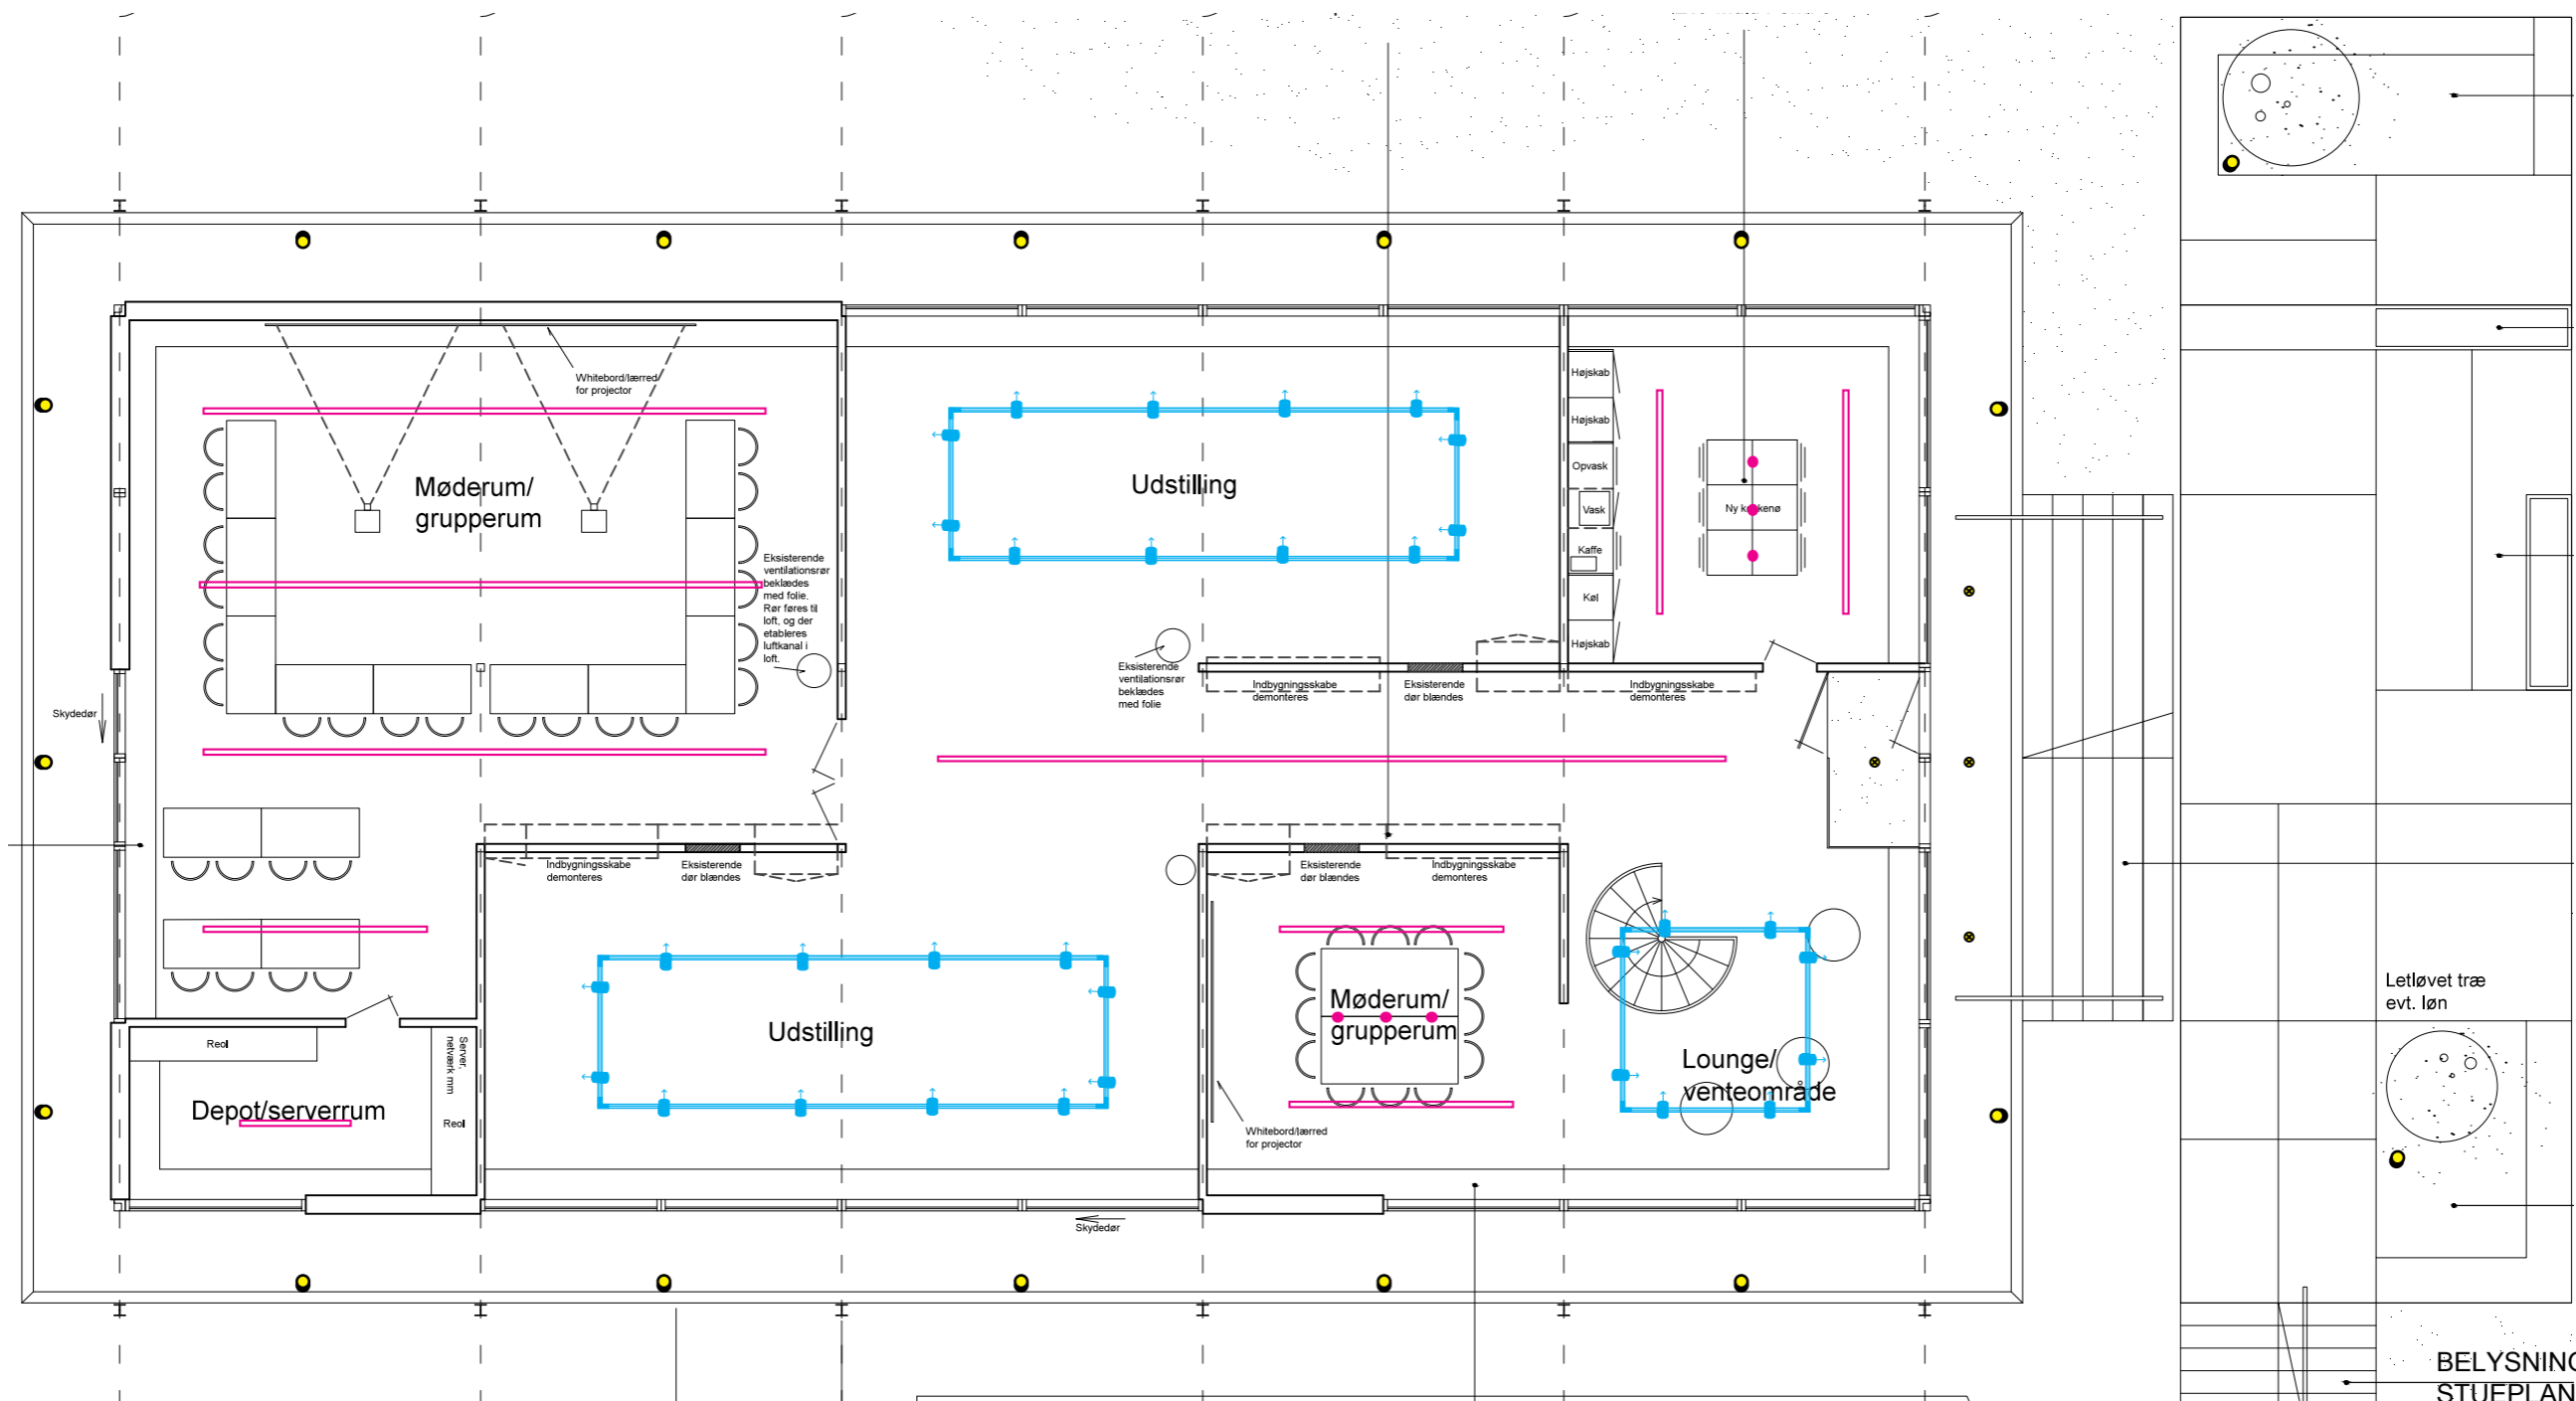 Whitebord/lærred
for projector
Møderum/
grupperum
Eksisterende
ventilationsrør
beklædes
med folie.
Rør føres til
loft, og der
etableres
luftkanal i
loft.
Skydedør
Udstilling
Eksisterende
ventilationsrør
beklædes
med folie
Højskab
Højskab
Opvask
Vask
Kaffe
Køl
Højskab
Indbygningsskabe
demonteres
Eksisterende
dør blændes
Indbygningsskabe
demonteres
Indbygningsskabe
demonteres
Eksisterende
dør blændes
Eksisterende
dør blændes
Indbygningsskabe
demonteres
Udstilling
Møderum/
grupperum
Whitebord/lærred
for projector
Lounge/
venteområde
Reol
Server,
netværk mm
Reol
Depot/serverrum
Skydedør
Letløvet træ
evt. løn
BELYSNING
STUEPLAN